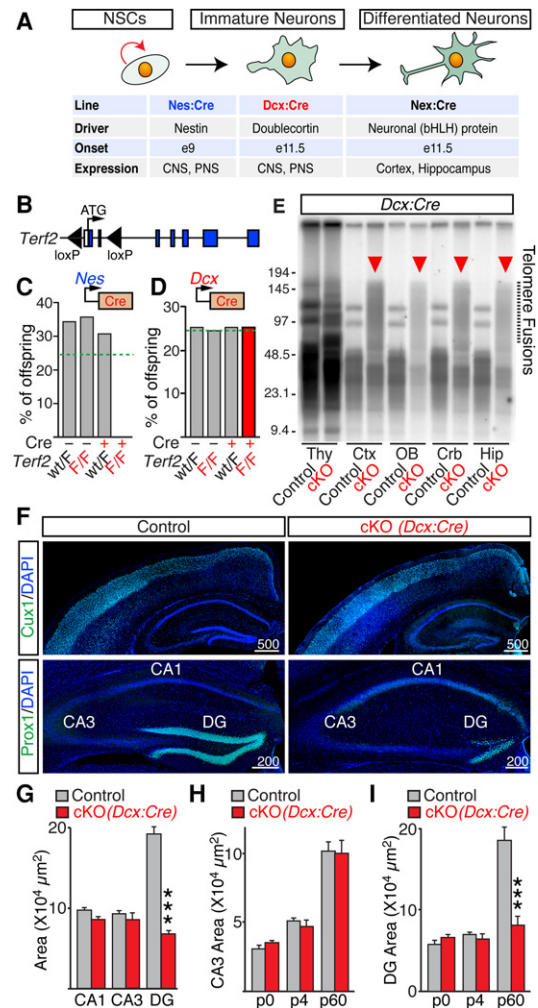 A
NSCs
Immature Neurons
Differentiated Neurons
Line Nes:Cre Dcx:Cre Nex:Cre
Driver Nestin Doublecortin Neuronal (bHLH) protein
Onset e9 e11.5 e11.5
Expression CNS, PNS CNS, PNS Cortex, Hippocampus
B
ATG
Terf2
loxP loxP
C
Nes
Cre
% of offspring
40
30
20
10
0
Cre − − + +
Terf2 wt/F F/F wt/F F/F
D
Dcx
Cre
% of offspring
30
20
10
0
Cre − − + +
Terf2 wt/F F/F wt/F F/F
E
Dcx:Cre
194
145
97
48.5
23.1
9.4
Telomere Fusions
Thy Ctx OB Crb Hip
Control cKO Control cKO Control cKO Control cKO Control cKO
F
Control
cKO (Dcx:Cre)
Cux1/DAPI
500
500
Prox1/DAPI
CA1
CA3
DG
200
CA3
DG
200
G
Control
cKO(Dcx:Cre)
Area (X10⁴ µm²)
20
10
0
***
CA1 CA3 DG
H
Control
cKO(Dcx:Cre)
CA3 Area (X10⁴ µm²)
10
5
p0 p4 p60
I
Control
cKO(Dcx:Cre)
DG Area (X10⁴ µm²)
20
10
0
***
p0 p4 p60